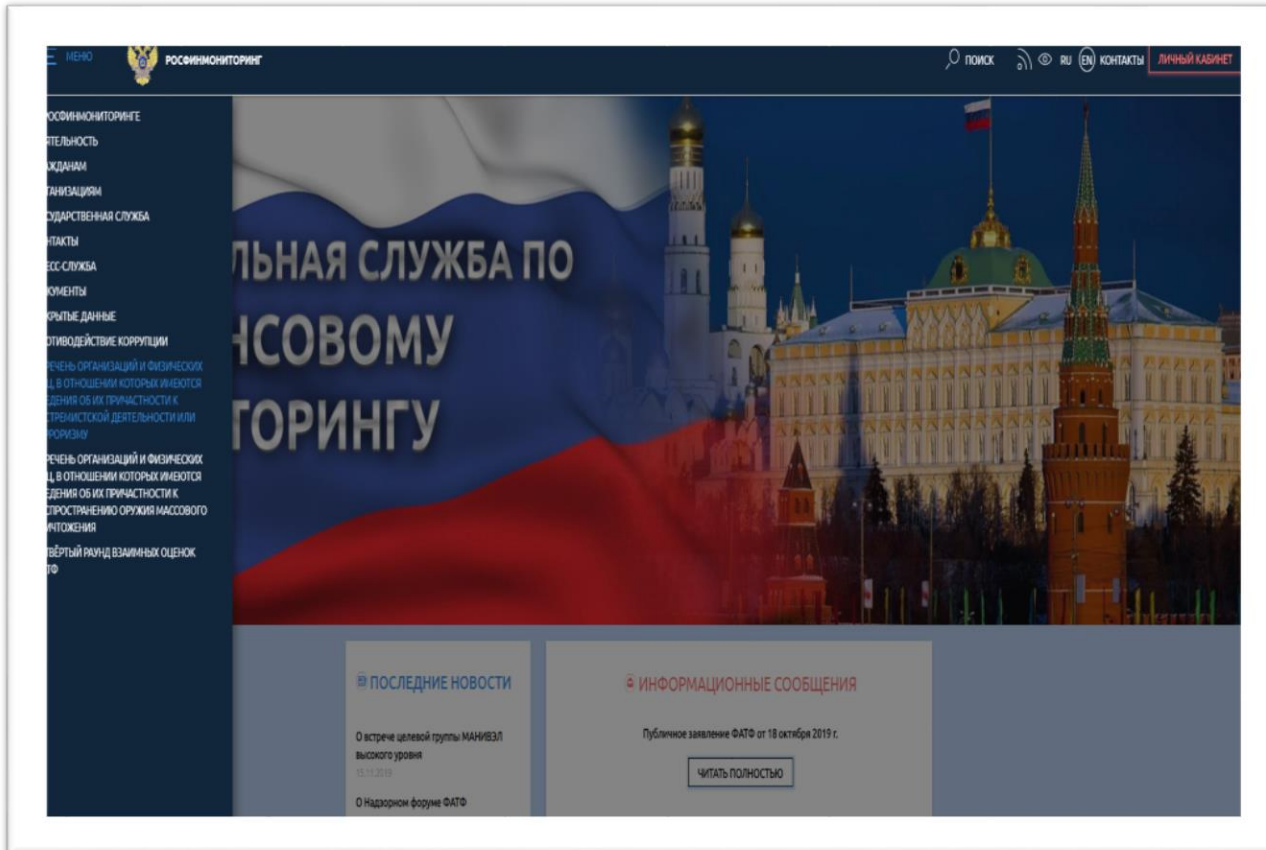 МЕНЮ
РОСФИНМОНИТОРИНГ
ПОИСК
RU
EN
КОНТАКТЫ
ЛИЧНЫЙ КАБИНЕТ
РОСФИНМОНИТОРИНГЕ
ЯТЕЛЬНОСТЬ
АЖДАНАМ
ГАНИЗАЦИЯМ
СУДАРСТВЕННАЯ СЛУЖБА
НТАКТЫ
ЕСС-СЛУЖБА
КУМЕНТЫ
КРЫТЫЕ ДАННЫЕ
ОТИВОДЕЙСТВИЕ КОРРУПЦИИ
РЕЧЕНЬ ОРГАНИЗАЦИЙ И ФИЗИЧЕСКИХ
Ц, В ОТНОШЕНИИ КОТОРЫХ ИМЕЮТСЯ
ЕДЕНИЯ ОБ ИХ ПРИЧАСТНОСТИ К
СТРЕМИСТСКОЙ ДЕЯТЕЛЬНОСТИ ИЛИ
РРОРИЗМУ
РЕЧЕНЬ ОРГАНИЗАЦИЙ И ФИЗИЧЕСКИХ
Ц, В ОТНОШЕНИИ КОТОРЫХ ИМЕЮТСЯ
ЕДЕНИЯ ОБ ИХ ПРИЧАСТНОСТИ К
СПРОСТРАНЕНИЮ ОРУЖИЯ МАССОВОГО
ИЧТОЖЕНИЯ
ТВЁРТЫЙ РАУНД ВЗАИМНЫХ ОЦЕНОК
ТФ
ЛЬНАЯ СЛУЖБА ПО
НСОВОМУ
ТОРИНГУ
ПОСЛЕДНИЕ НОВОСТИ
О встрече целевой группы МАНИВЭЛ
высокого уровня
15.11.2019
О Надзорном форуме ФАТФ
ИНФОРМАЦИОННЫЕ СООБЩЕНИЯ
Публичное заявление ФАТФ от 18 октября 2019 г.
ЧИТАТЬ ПОЛНОСТЬЮ